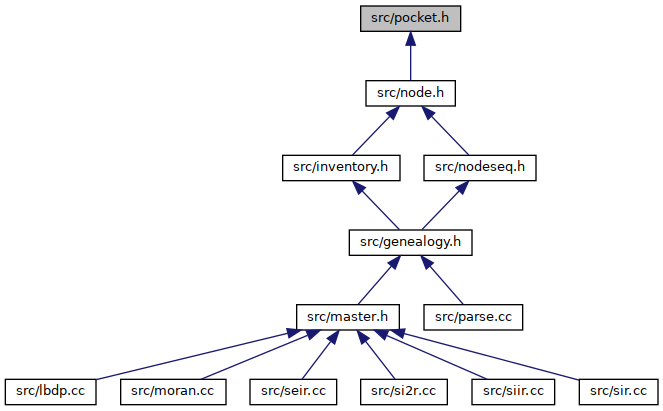 src/pocket.h
src/node.h
src/inventory.h
src/nodeseq.h
src/genealogy.h
src/master.h
src/parse.cc
src/lbdp.cc
src/moran.cc
src/seir.cc
src/si2r.cc
src/siir.cc
src/sir.cc